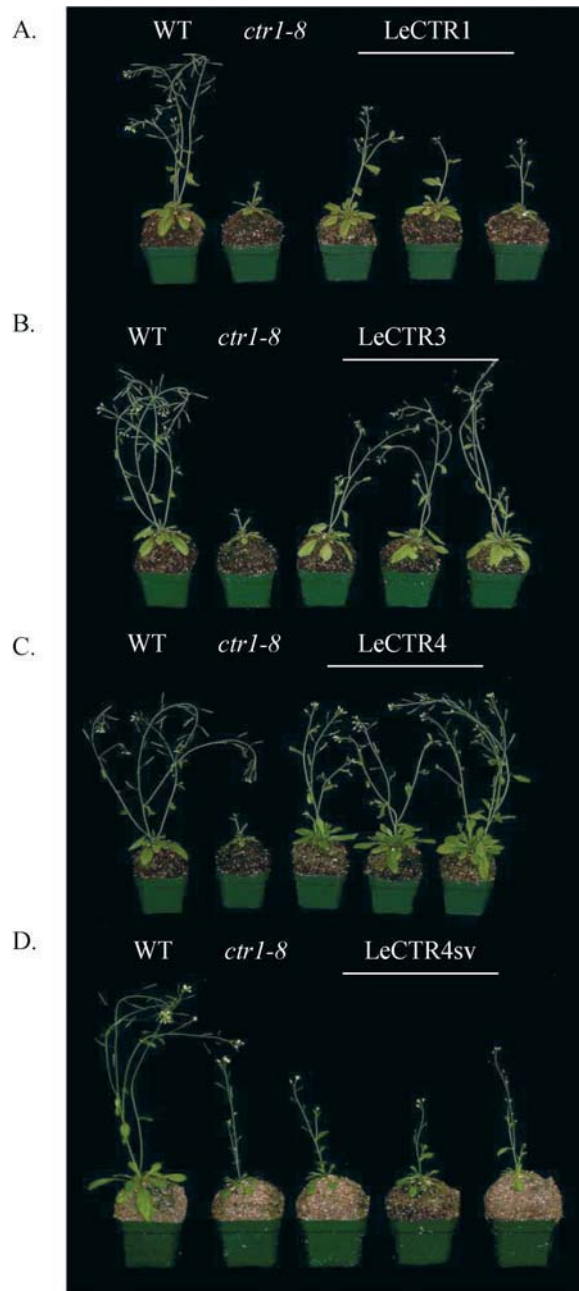 A.
WT ctr1-8 LeCTR1
B.
WT ctr1-8 LeCTR3
C.
WT ctr1-8 LeCTR4
D.
WT ctr1-8 LeCTR4sv